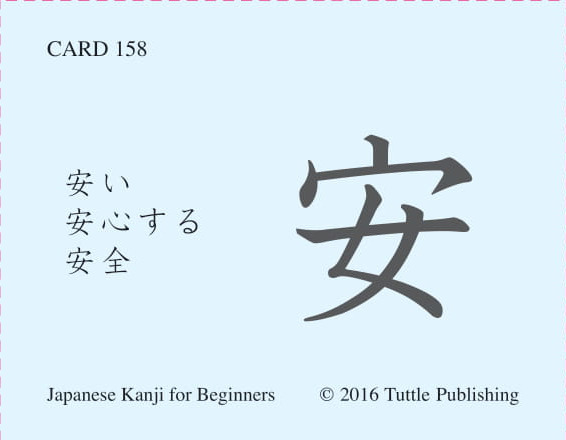 CARD 158
安い
安心する
安全
安
Japanese Kanji for Beginners © 2016 Tuttle Publishing